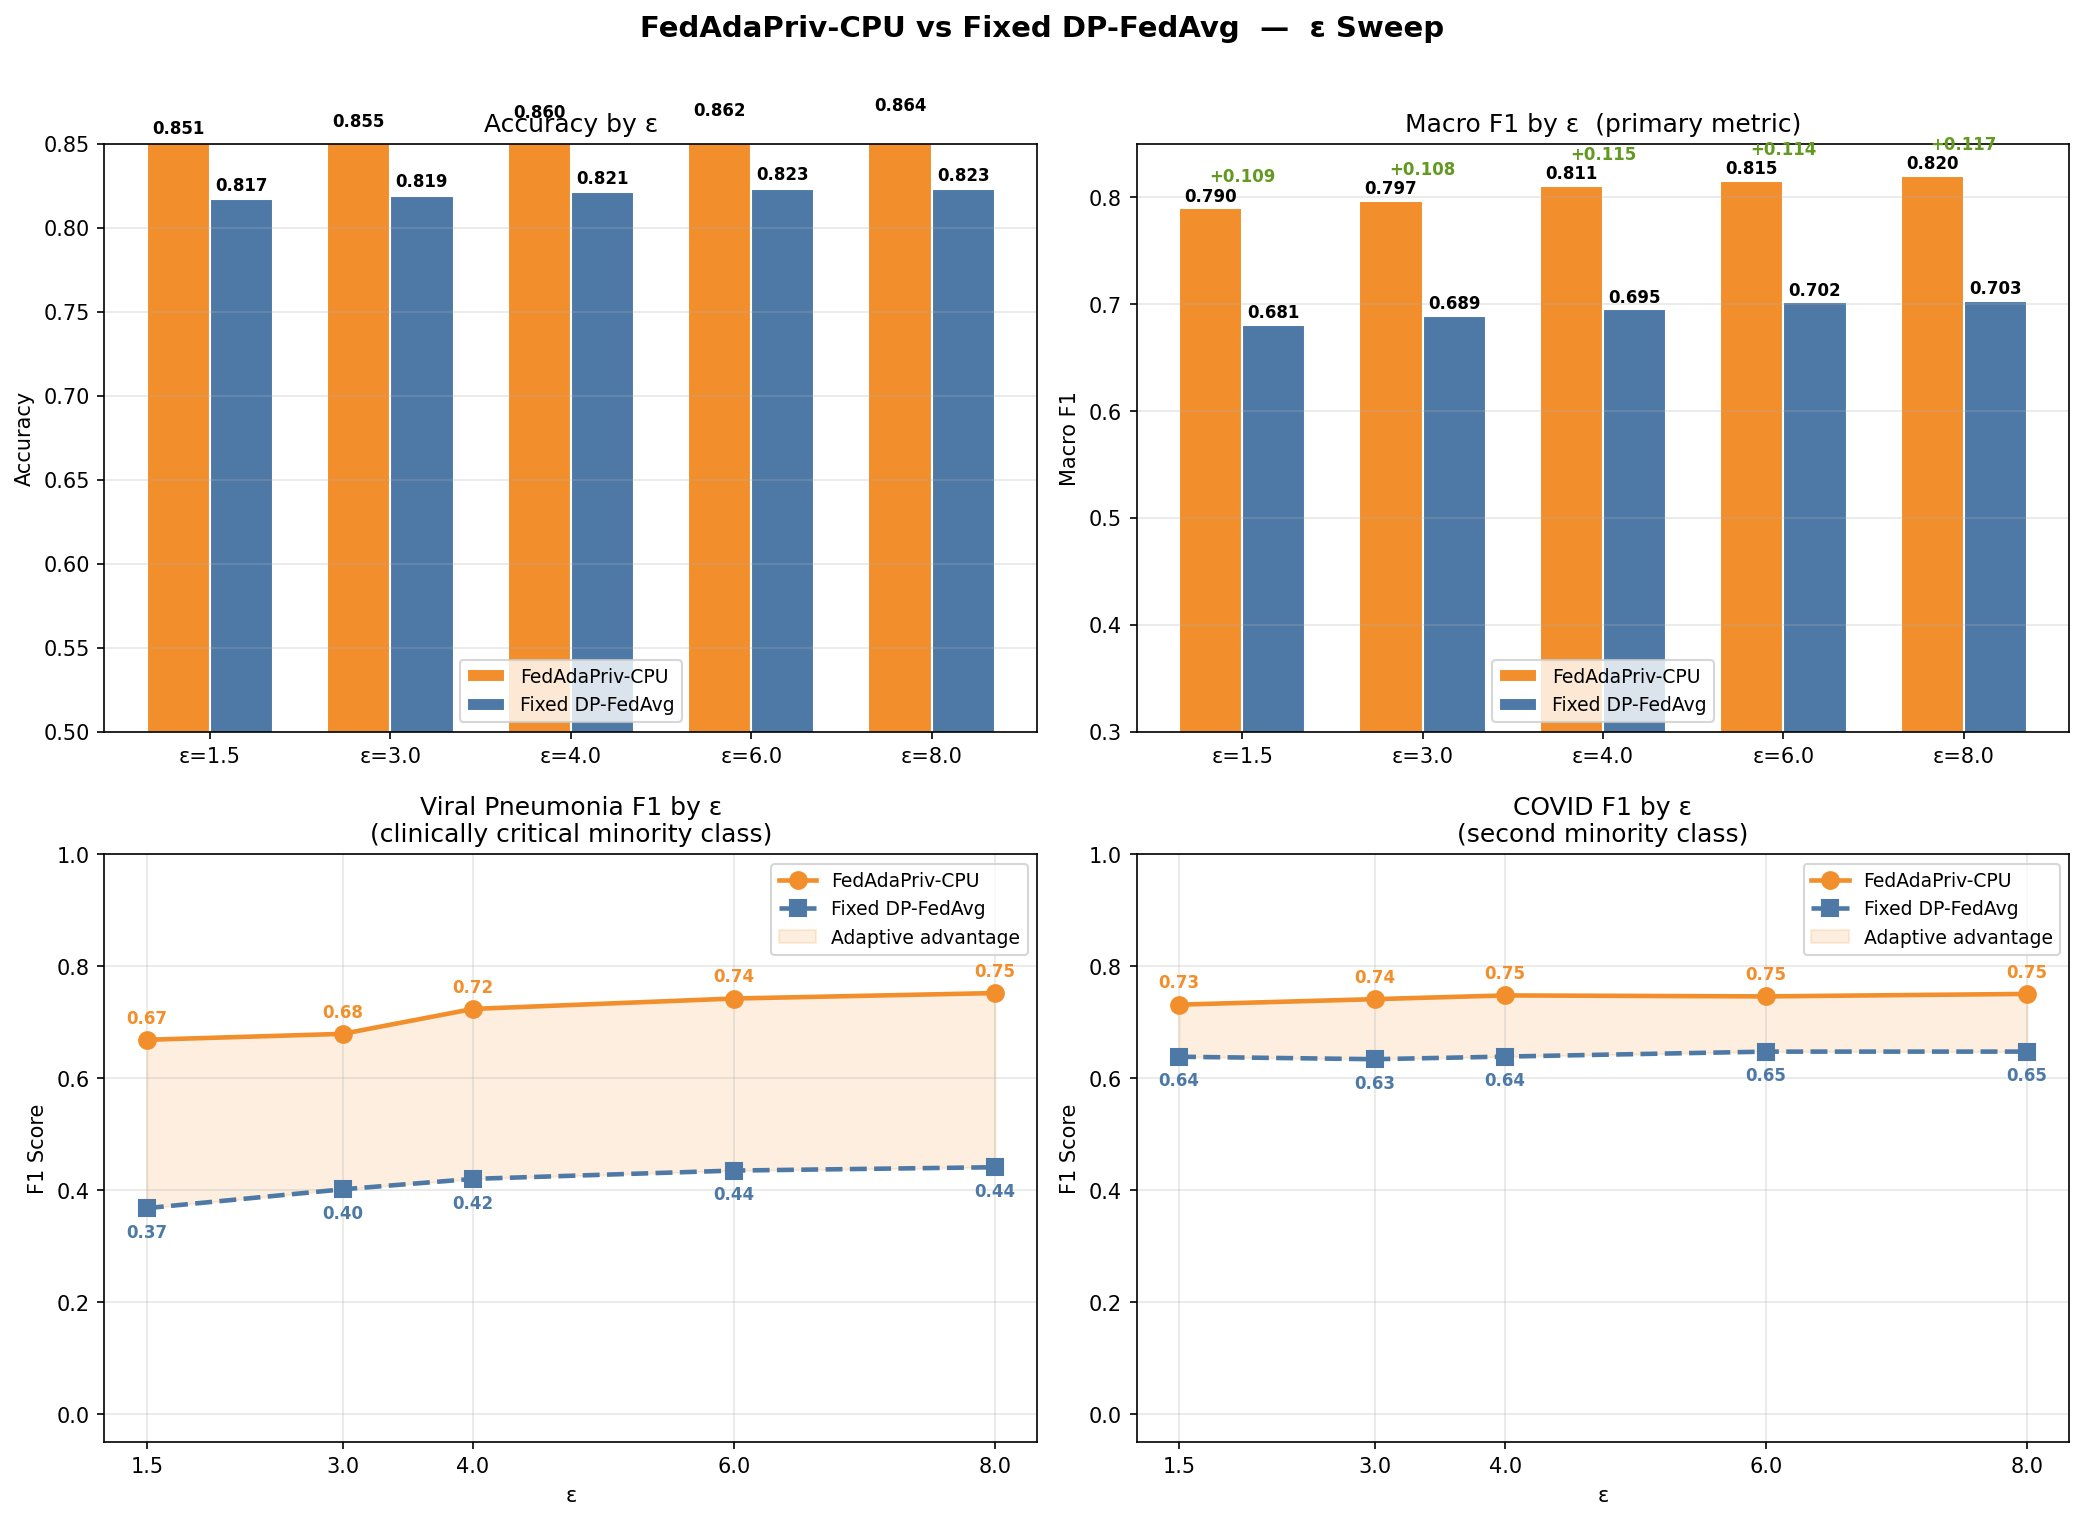 FedAdaPriv-CPU vs Fixed DP-FedAvg — ε Sweep
Accuracy by ε
0.851
0.855
0.860
0.862
0.864
0.817
0.819
0.821
0.823
0.823
Accuracy
0.85
0.80
0.75
0.70
0.65
0.60
0.55
0.50
FedAdaPriv-CPU
Fixed DP-FedAvg
ε=1.5
ε=3.0
ε=4.0
ε=6.0
ε=8.0
Macro F1 by ε (primary metric)
+0.109
+0.108
+0.115
+0.114
+0.117
0.790
0.797
0.811
0.815
0.820
0.681
0.689
0.695
0.702
0.703
Macro F1
0.8
0.7
0.6
0.5
0.4
0.3
FedAdaPriv-CPU
Fixed DP-FedAvg
ε=1.5
ε=3.0
ε=4.0
ε=6.0
ε=8.0
Viral Pneumonia F1 by ε
(clinically critical minority class)
FedAdaPriv-CPU
Fixed DP-FedAvg
Adaptive advantage
0.67
0.68
0.72
0.74
0.75
0.37
0.40
0.42
0.44
0.44
F1 Score
1.0
0.8
0.6
0.4
0.2
0.0
1.5
3.0
4.0
6.0
8.0
ε
COVID F1 by ε
(second minority class)
FedAdaPriv-CPU
Fixed DP-FedAvg
Adaptive advantage
0.73
0.74
0.75
0.75
0.75
0.64
0.63
0.64
0.65
0.65
F1 Score
1.0
0.8
0.6
0.4
0.2
0.0
1.5
3.0
4.0
6.0
8.0
ε